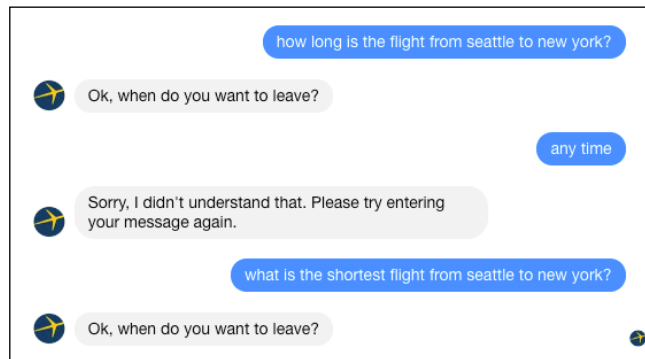 how long is the flight from seattle to new york?
Ok, when do you want to leave?
any time
Sorry, I didn't understand that. Please try entering
your message again.
what is the shortest flight from seattle to new york?
Ok, when do you want to leave?